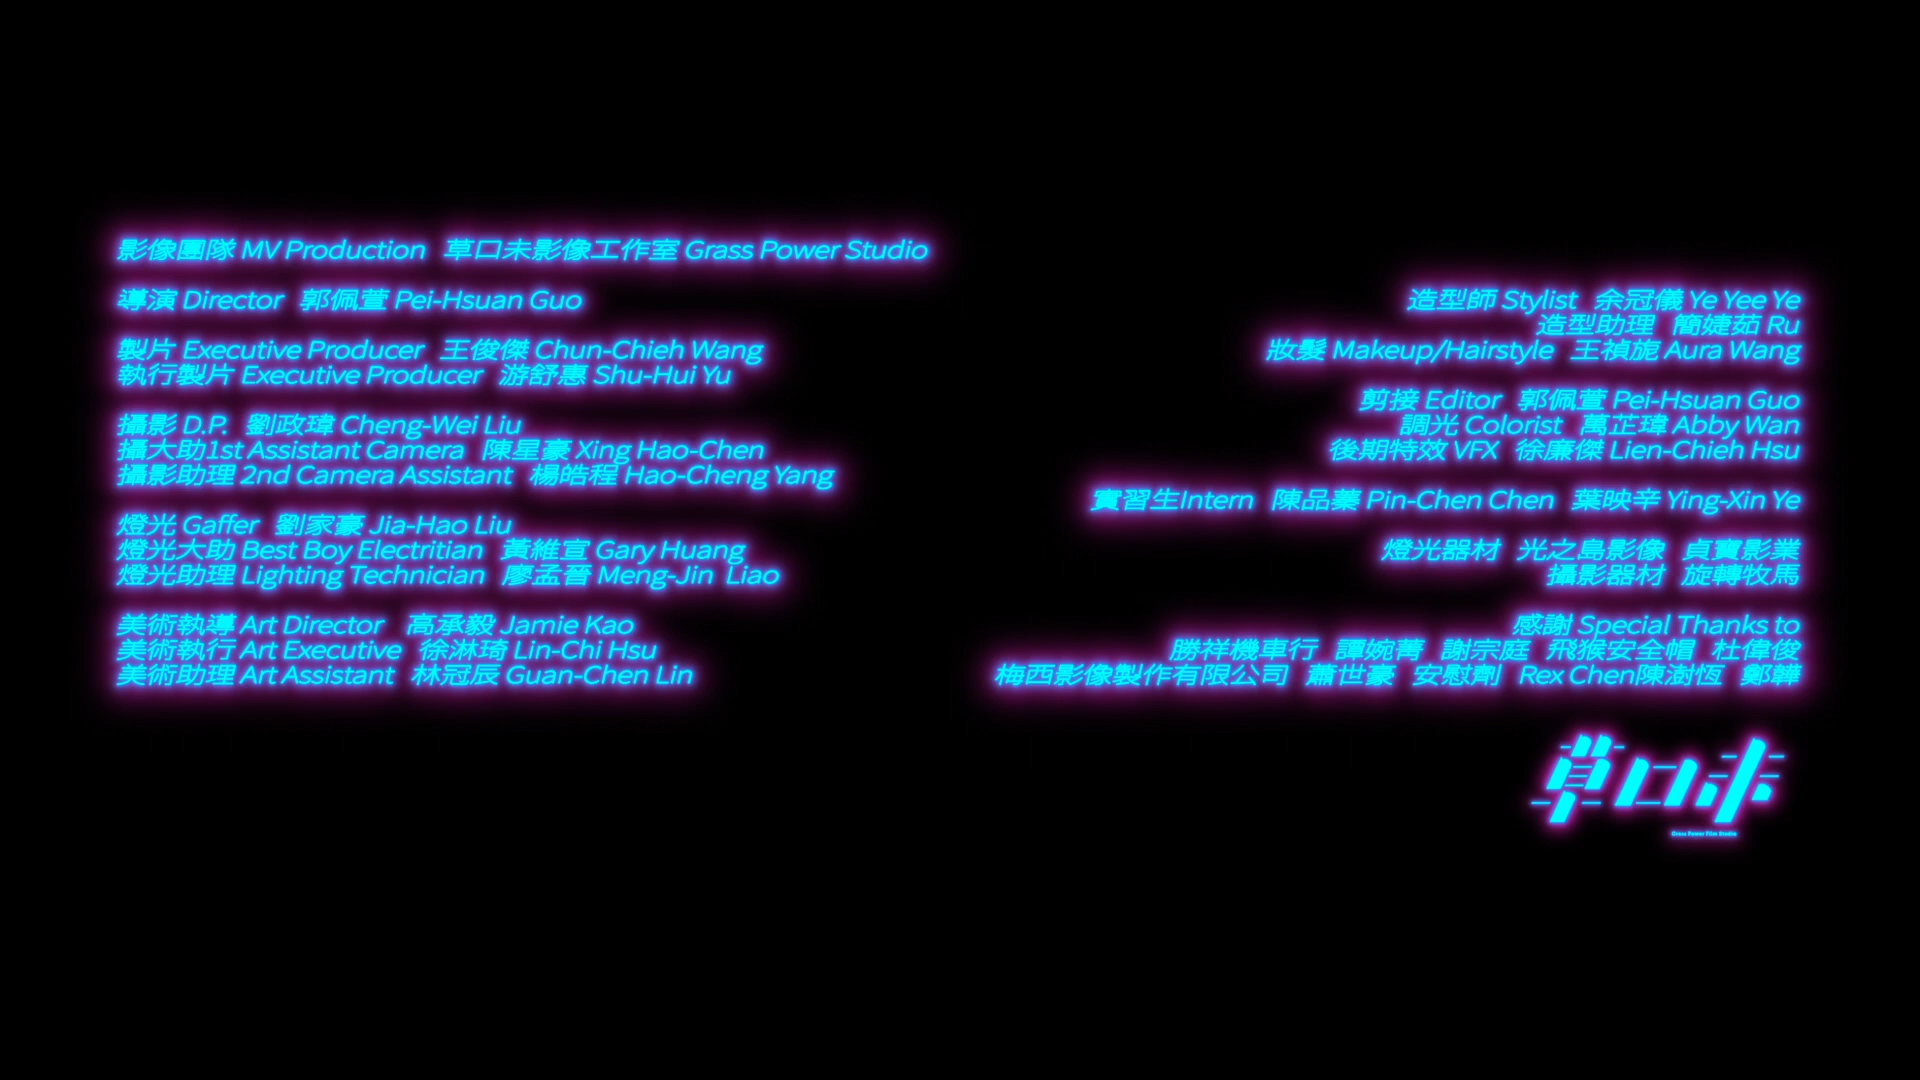 影像團隊 MV Production 草口未影像工作室 Grass Power Studio
導演 Director 郭佩萱 Pei-Hsuan Guo
製片 Executive Producer 王俊傑 Chun-Chieh Wang
執行製片 Executive Producer 游舒惠 Shu-Hui Yu
攝影 D.P. 劉政瑋 Cheng-Wei Liu
攝大助1st Assistant Camera 陳星豪 Xing Hao-Chen
攝影助理 2nd Camera Assistant 楊皓程 Hao-Cheng Yang
燈光 Gaffer 劉家豪 Jia-Hao Liu
燈光大助 Best Boy Electritian 黃維宣 Gary Huang
燈光助理 Lighting Technician 廖孟晉 Meng-Jin Liao
美術執導 Art Director 高承毅 Jamie Kao
美術執行 Art Executive 徐淋琦 Lin-Chi Hsu
美術助理 Art Assistant 林冠辰 Guan-Chen Lin
造型師 Stylist 余冠儀 Ye Yee Ye
造型助理 簡婕茹 Ru
妝髮 Makeup/Hairstyle 王禎旎 Aura Wang
剪接 Editor 郭佩萱 Pei-Hsuan Guo
調光 Colorist 萬芷瑋 Abby Wan
後期特效 VFX 徐廉傑 Lien-Chieh Hsu
實習生Intern 陳品蓁 Pin-Chen Chen 葉映辛 Ying-Xin Ye
燈光器材 光之島影像 貞寶影業
攝影器材 旋轉牧馬
感謝 Special Thanks to
勝祥機車行 譚婉菁 謝宗庭 飛猴安全帽 杜偉俊
梅西影像製作有限公司 蕭世豪 安慰劑 Rex Chen陳澍恆 鄭韡
草口未
Grass Power Film Studios